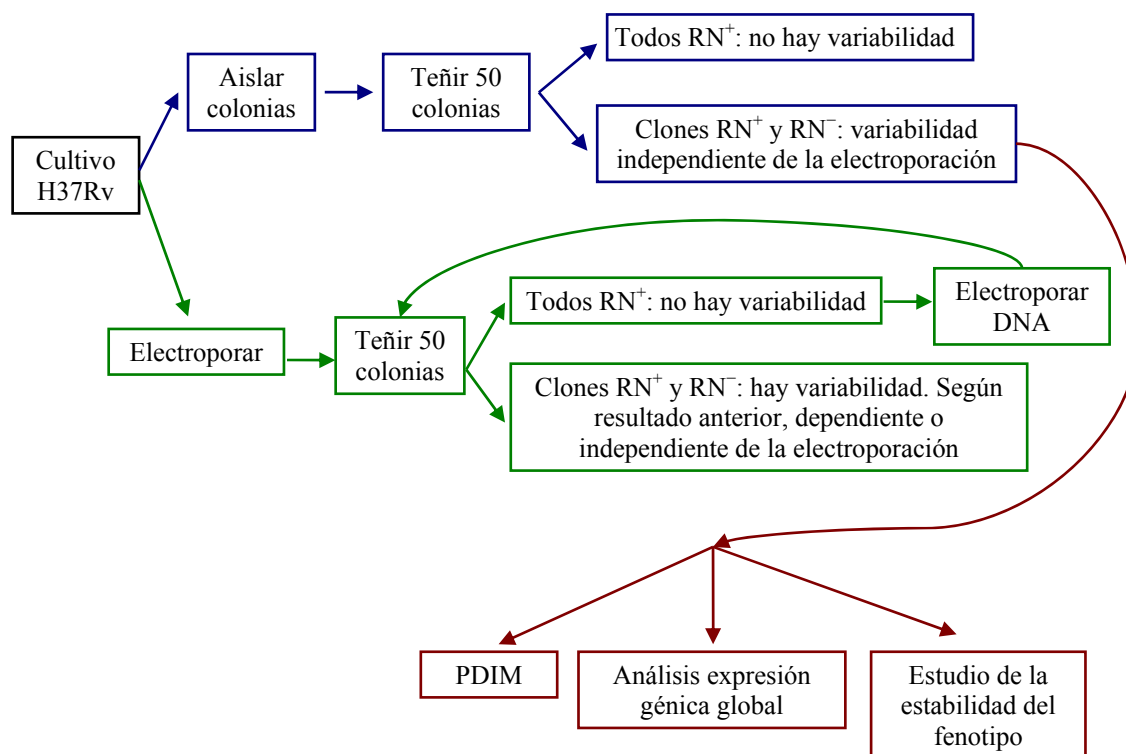 Todos RN⁺: no hay variabilidad
Aislar
colonias
Teñir 50
colonias
Clones RN⁺ y RN⁻: variabilidad
independiente de la electroporación
Cultivo
H37Rv
Electroporar
Teñir 50
colonias
Todos RN⁺: no hay variabilidad
Electroporar
DNA
Clones RN⁺ y RN⁻: hay variabilidad. Según
resultado anterior, dependiente o
independiente de la electroporación
PDIM
Análisis expresión
génica global
Estudio de la
estabilidad del
fenotipo